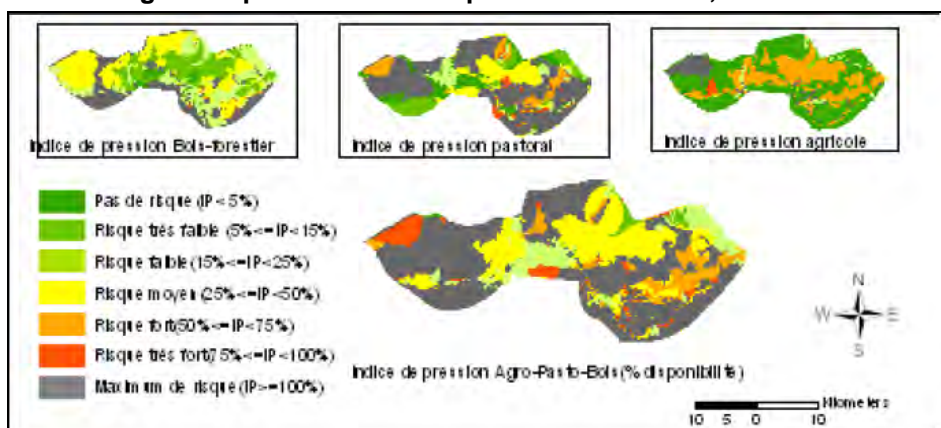 Indice de pression Bois-forestier
Indice de pression pastoral
Indice de pression agricole
Pas de risque (IP<5%)
Risque très faible (5%<=IP<15%)
Risque faible (15%<=IP<25%)
Risque moyen (25%<=IP<50%)
Risque fort(50%<=IP<75%)
Risque très fort(75%<=IP<100%)
Maximum de risque (IP>=100%)
Indice de pression Agro-Pasto-Bois(% disponibilité)
N
W E
S
Kilometers
10 5 0 10